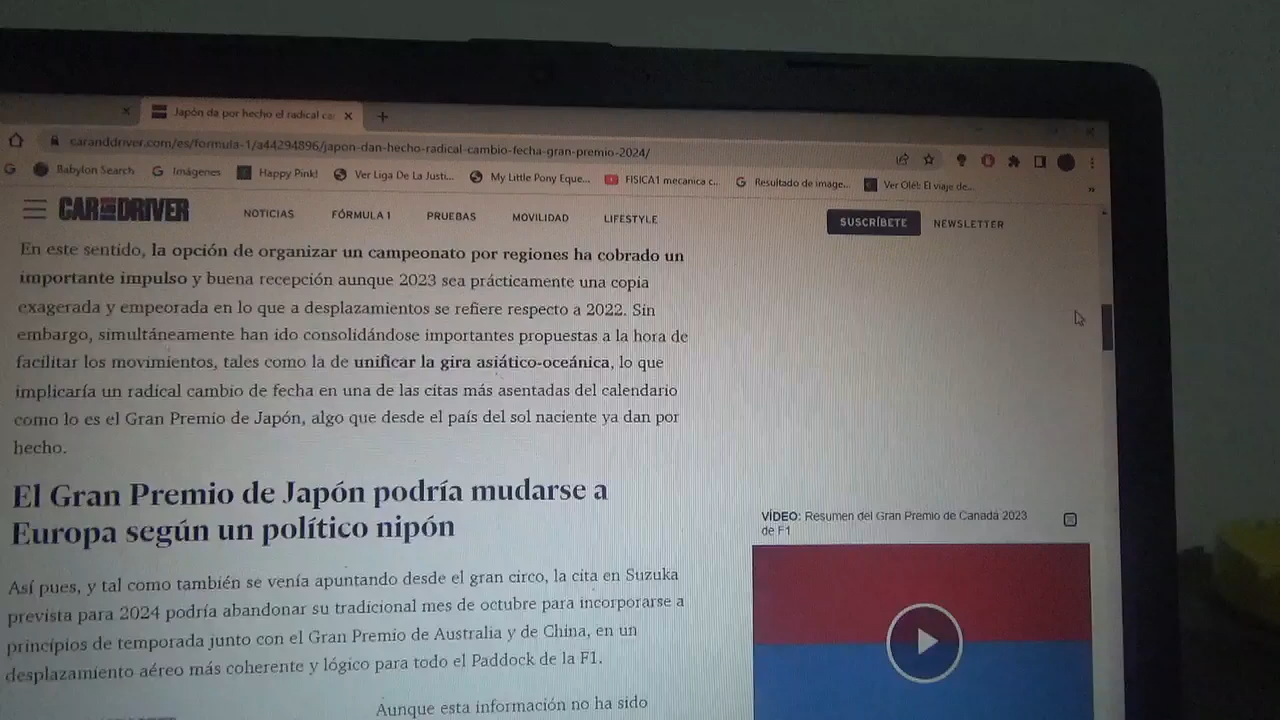 Japón da por hecho el radical ca
caranddriver.com/es/formula-1/a44294896/japon-dan-hecho-radical-cambio-fecha-gran-premio-2024/
G Babylon Search G Imágenes Happy Pink! Ver Liga De La Justi... My Little Pony Eque... FISICA1 mecanica c... G Resultado de image... Ver Olé!: El viaje de... »
CAR AND DRIVER NOTICIAS FÓRMULA 1 PRUEBAS MOVILIDAD LIFESTYLE SUSCRÍBETE NEWSLETTER
En este sentido, la opción de organizar un campeonato por regiones ha cobrado un
importante impulso y buena recepción aunque 2023 sea prácticamente una copia
exagerada y empeorada en lo que a desplazamientos se refiere respecto a 2022. Sin
embargo, simultáneamente han ido consolidándose importantes propuestas a la hora de
facilitar los movimientos, tales como la de unificar la gira asiático-oceánica, lo que
implicaría un radical cambio de fecha en una de las citas más asentadas del calendario
como lo es el Gran Premio de Japón, algo que desde el país del sol naciente ya dan por
hecho.
El Gran Premio de Japón podría mudarse a
Europa según un político nipón
VÍDEO: Resumen del Gran Premio de Canadá 2023
de F1
Así pues, y tal como también se venía apuntando desde el gran circo, la cita en Suzuka
prevista para 2024 podría abandonar su tradicional mes de octubre para incorporarse a
principios de temporada junto con el Gran Premio de Australia y de China, en un
desplazamiento aéreo más coherente y lógico para todo el Paddock de la F1.
Aunque esta información no ha sido